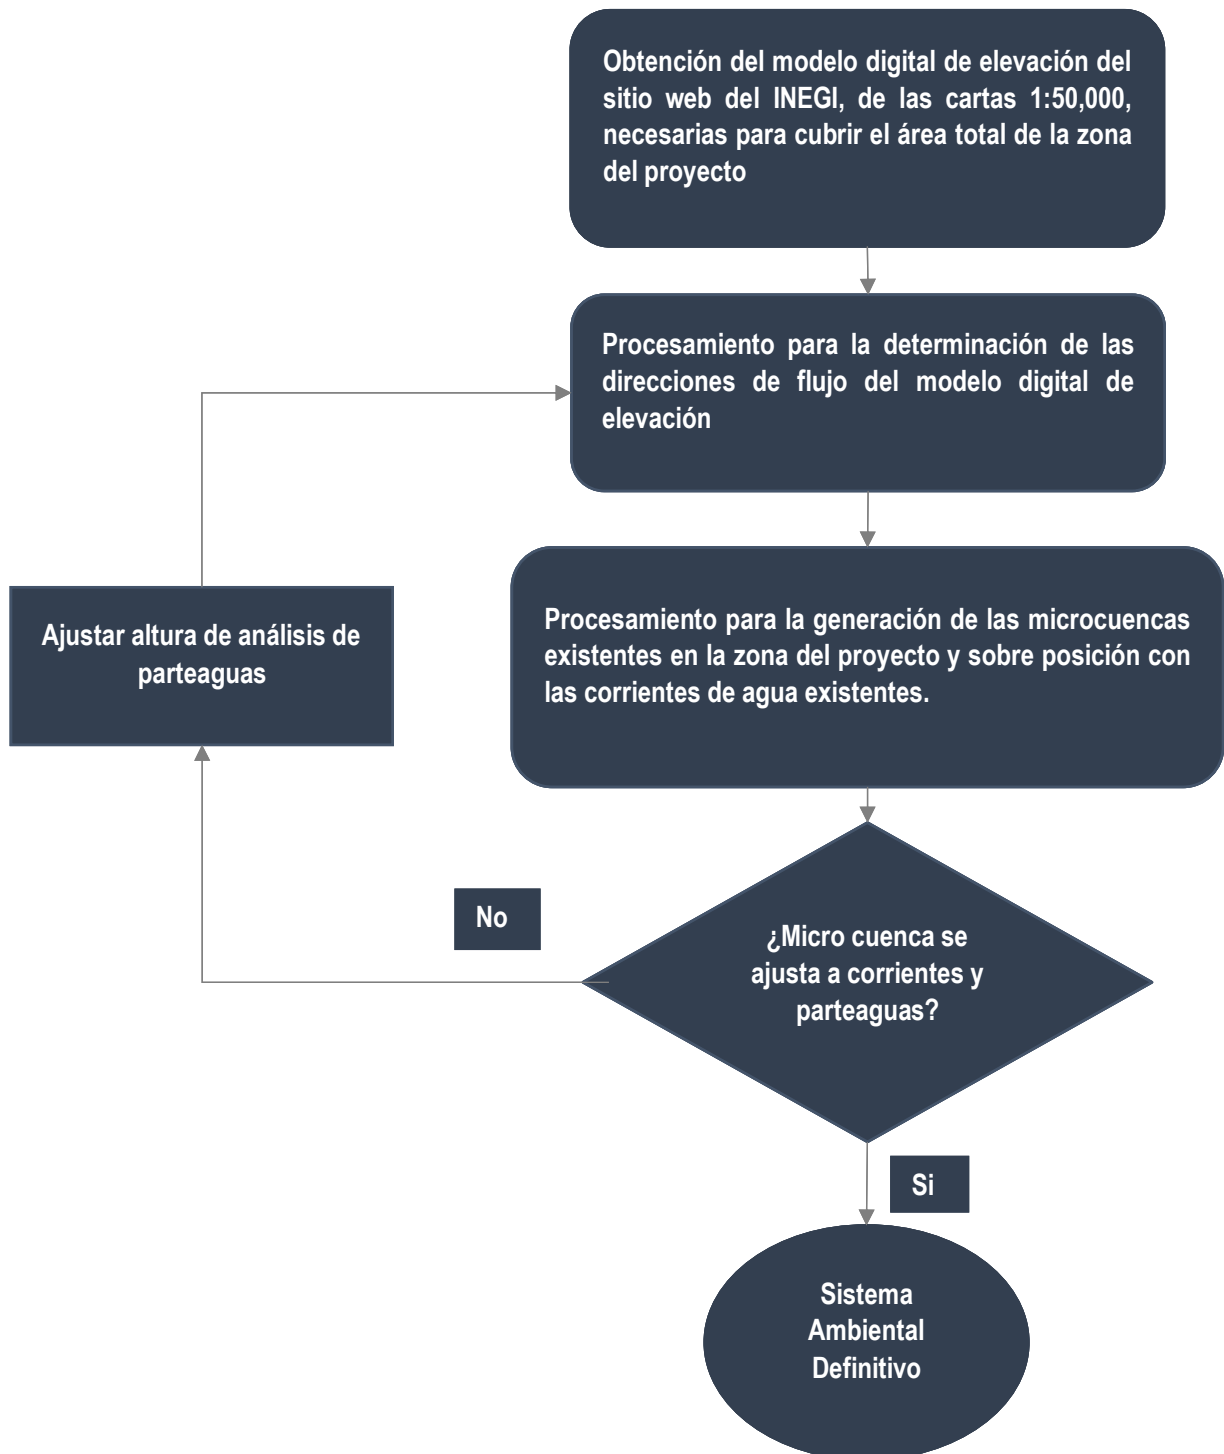 Obtención del modelo digital de elevación del
sitio web del INEGI, de las cartas 1:50,000,
necesarias para cubrir el área total de la zona
del proyecto
Procesamiento para la determinación de las
direcciones de flujo del modelo digital de
elevación
Procesamiento para la generación de las microcuencas
existentes en la zona del proyecto y sobre posición con
las corrientes de agua existentes.
Ajustar altura de análisis de
parteaguas
No
¿Micro cuenca se
ajusta a corrientes y
parteaguas?
Si
Sistema
Ambiental
Definitivo